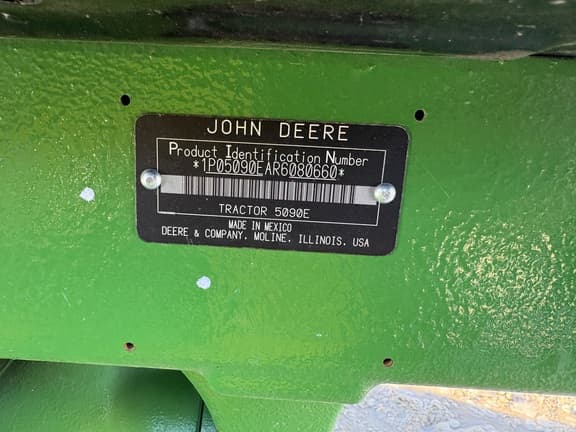 JOHN DEERE
Product Identification Number
*1P05090EAR6080660*
TRACTOR 5090E
MADE IN MEXICO
DEERE & COMPANY, MOLINE, ILLINOIS, USA